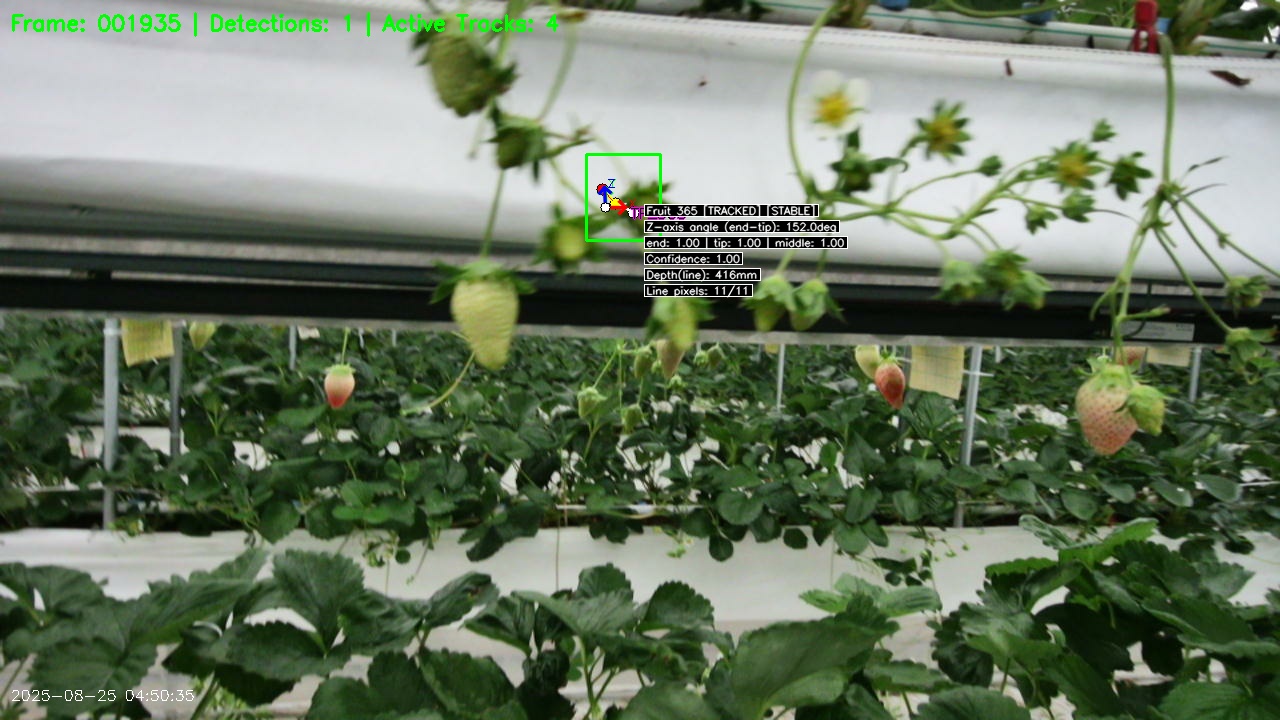 Frame: 001935 | Detections: 1 | Active Tracks: 4
Z
Fruit 365 [TRACKED] [STABLE]
Z-axis angle (end-tip): 152.0deg
end: 1.00 | tip: 1.00 | middle: 1.00
Confidence: 1.00
Depth(line): 416mm
Line pixels: 11/11
2025-08-25 04:50:35